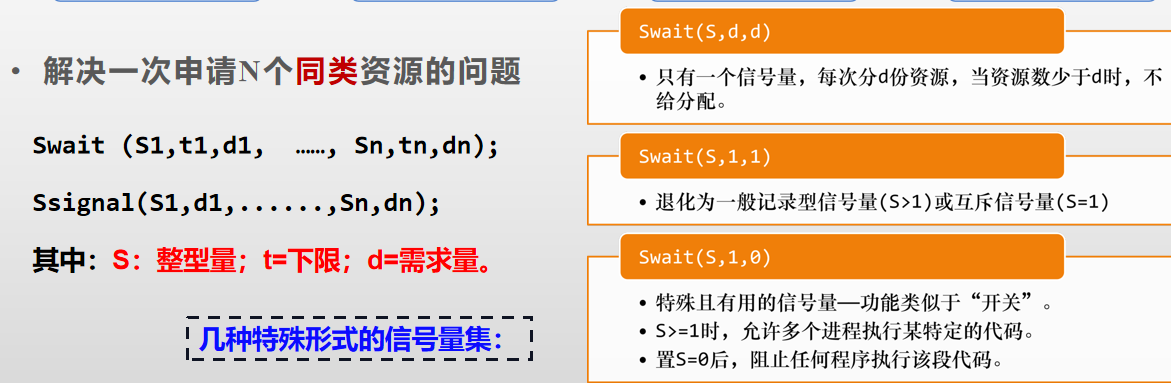 • 解决一次申请N个同类资源的问题
Swait (S1,t1,d1, ……, Sn,tn,dn);
Ssignal(S1,d1,......,Sn,dn);
其中：S：整型量；t=下限；d=需求量。
几种特殊形式的信号量集：
Swait(S,d,d)
• 只有一个信号量，每次分d份资源，当资源数少于d时，不
给分配。
Swait(S,1,1)
• 退化为一般记录型信号量(S>1)或互斥信号量(S=1)
Swait(S,1,0)
• 特殊且有用的信号量—功能类似于“开关”。
• S>=1时，允许多个进程执行某特定的代码。
• 置S=0后，阻止任何程序执行该段代码。